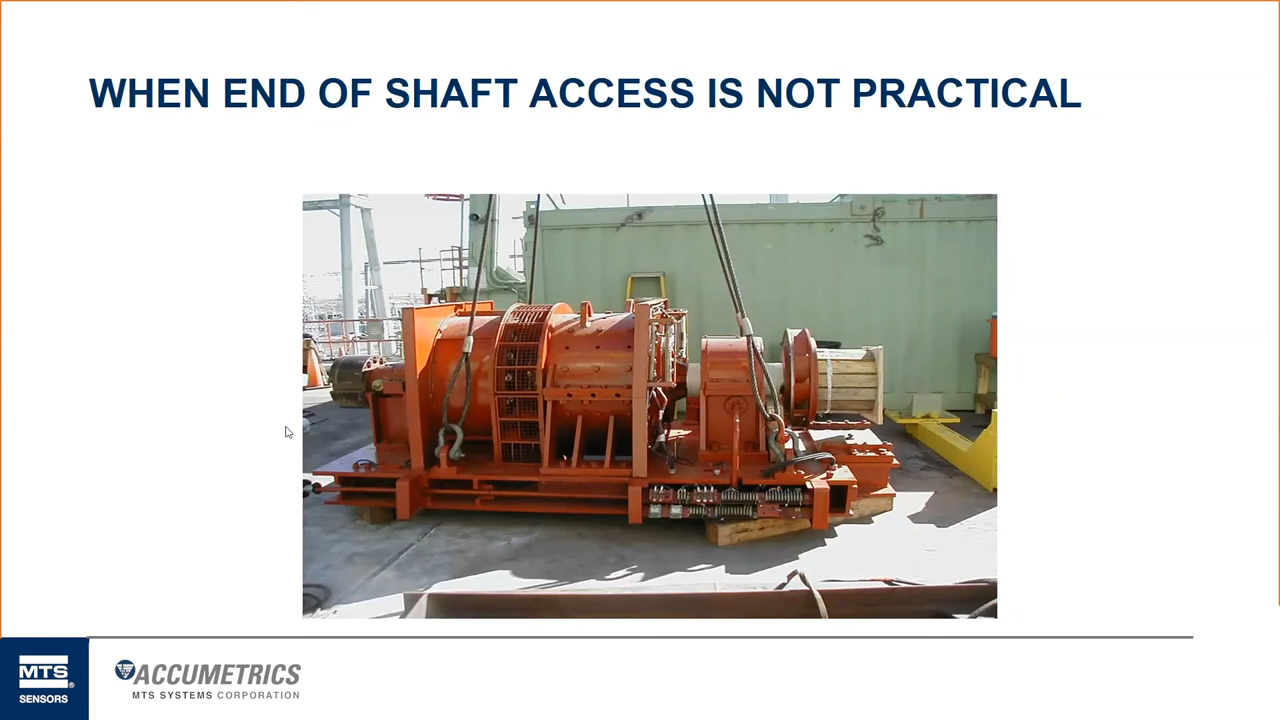 WHEN END OF SHAFT ACCESS IS NOT PRACTICAL
MTS
®
SENSORS
ACCUMETRICS
MTS SYSTEMS CORPORATION